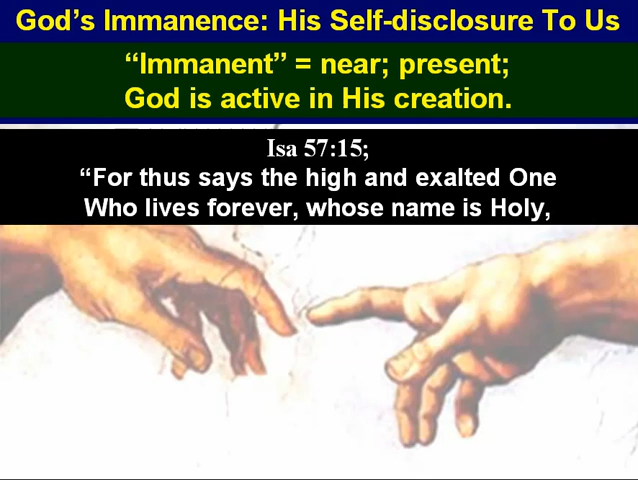 God’s Immanence: His Self-disclosure To Us
“Immanent” = near; present;
God is active in His creation.
Isa 57:15;
“For thus says the high and exalted One
Who lives forever, whose name is Holy,